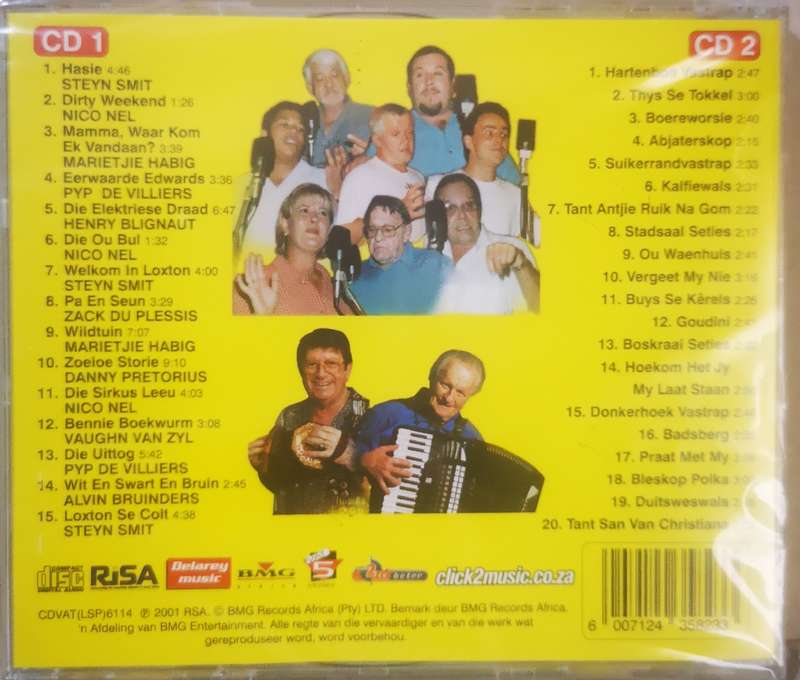 CD 1
1. Hasie 4:46
STEYN SMIT
2. Dirty Weekend 1:26
NICO NEL
3. Mamma, Waar Kom
Ek Vandaan? 3:39
MARIETJIE HABIG
4. Eerwaarde Edwards 3:36
PYP DE VILLIERS
5. Die Elektriese Draad 6:47
HENRY BLIGNAUT
6. Die Ou Bul 1:32
NICO NEL
7. Welkom In Loxton 4:00
STEYN SMIT
8. Pa En Seun 3:29
ZACK DU PLESSIS
9. Wildtuin 7:07
MARIETJIE HABIG
10. Zoeloe Storie 9:10
DANNY PRETORIUS
11. Die Sirkus Leeu 4:03
NICO NEL
12. Bennie Boekwurm 3:08
VAUGHN VAN ZYL
13. Die Uittog 5:42
PYP DE VILLIERS
14. Wit En Swart En Bruin 2:45
ALVIN BRUINDERS
15. Loxton Se Colt 4:38
STEYN SMIT
CD 2
1. Hartenbos Vastrap 2:47
2. Thys Se Tokkel 3:00
3. Boereworsie 2:40
4. Abjaterskop 2:15
5. Suikerrandvastrap 2:33
6. Kalfiewals 2:31
7. Tant Antjie Ruik Na Gom 2:22
8. Stadsaal Seties 2:17
9. Ou Waenhuis 2:41
10. Vergeet My Nie 3:16
11. Buys Se Kêrels 2:25
12. Goudini
13. Boskraai Seties
14. Hoekom Het Jy
My Laat Staan
15. Donkerhoek Vastrap
16. Badsberg
17. Praat Met My
18. Bleskop Polka
19. Duitsweswals
20. Tant San Van Christiana
COMPACT
disc
DIGITAL AUDIO
RiSA
Delarey
music
BMG
AFRICA
5
click2music.co.za
CDVAT(LSP)6114 ℗ 2001 RSA. © BMG Records Africa (Pty) LTD. Bemark deur BMG Records Africa.
'n Afdeling van BMG Entertainment. Alle regte van die vervaardiger en van die werk wat
gereproduseer word, word voorbehou.
6 007124 358233